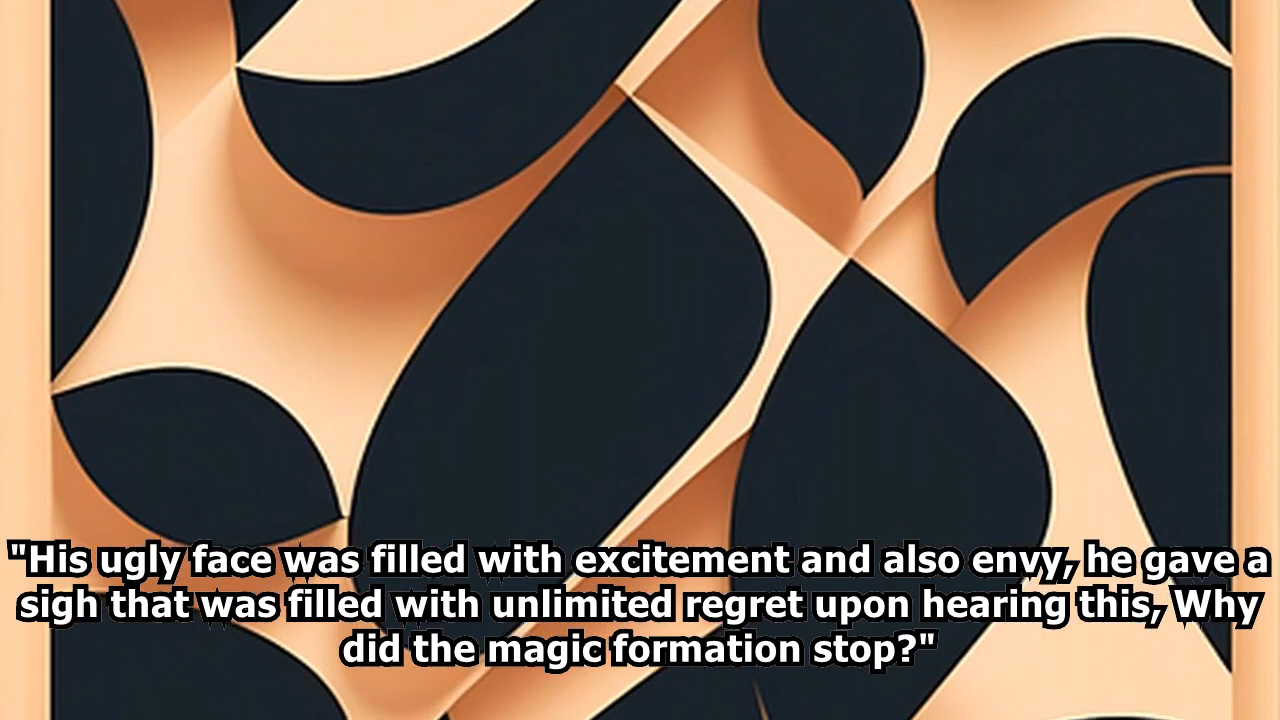 "His ugly face was filled with excitement and also envy, he gave a
sigh that was filled with unlimited regret upon hearing this, Why
did the magic formation stop?"